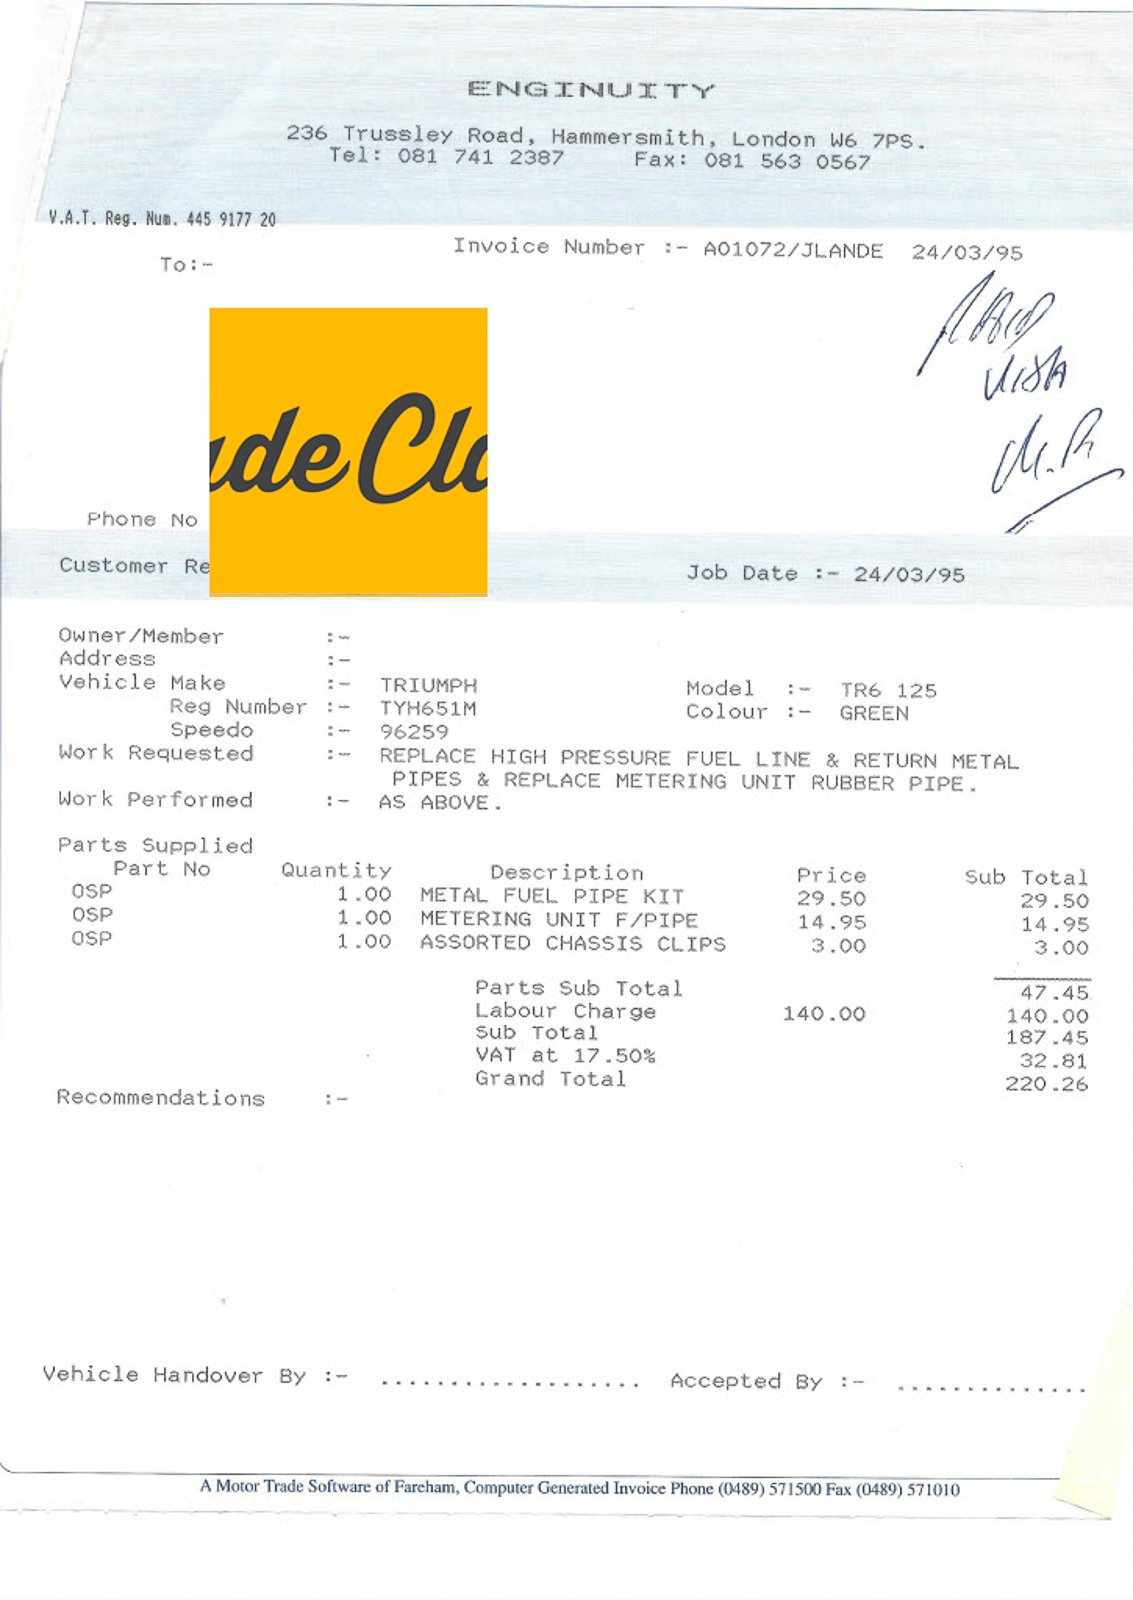 ENGINUITY
236 Trussley Road, Hammersmith, London W6 7PS.
Tel: 081 741 2387 Fax: 081 563 0567
V.A.T. Reg. Num. 445 9177 20
Invoice Number :- A01072/JLANDE 24/03/95
To:-
VISA
ade Cla
Phone No
Customer Re
Job Date :- 24/03/95
Owner/Member :-
Address :-
Vehicle Make :- TRIUMPH Model :- TR6 125
Reg Number :- TYH651M Colour :- GREEN
Speedo :- 96259
Work Requested :- REPLACE HIGH PRESSURE FUEL LINE & RETURN METAL
PIPES & REPLACE METERING UNIT RUBBER PIPE.
Work Performed :- AS ABOVE.
Parts Supplied
Part No Quantity Description Price Sub Total
OSP 1.00 METAL FUEL PIPE KIT 29.50 29.50
OSP 1.00 METERING UNIT F/PIPE 14.95 14.95
OSP 1.00 ASSORTED CHASSIS CLIPS 3.00 3.00
Parts Sub Total 47.45
Labour Charge 140.00 140.00
Sub Total 187.45
VAT at 17.50% 32.81
Grand Total 220.26
Recommendations :-
Vehicle Handover By :- ................... Accepted By :- ..............
A Motor Trade Software of Fareham, Computer Generated Invoice Phone (0489) 571500 Fax (0489) 571010